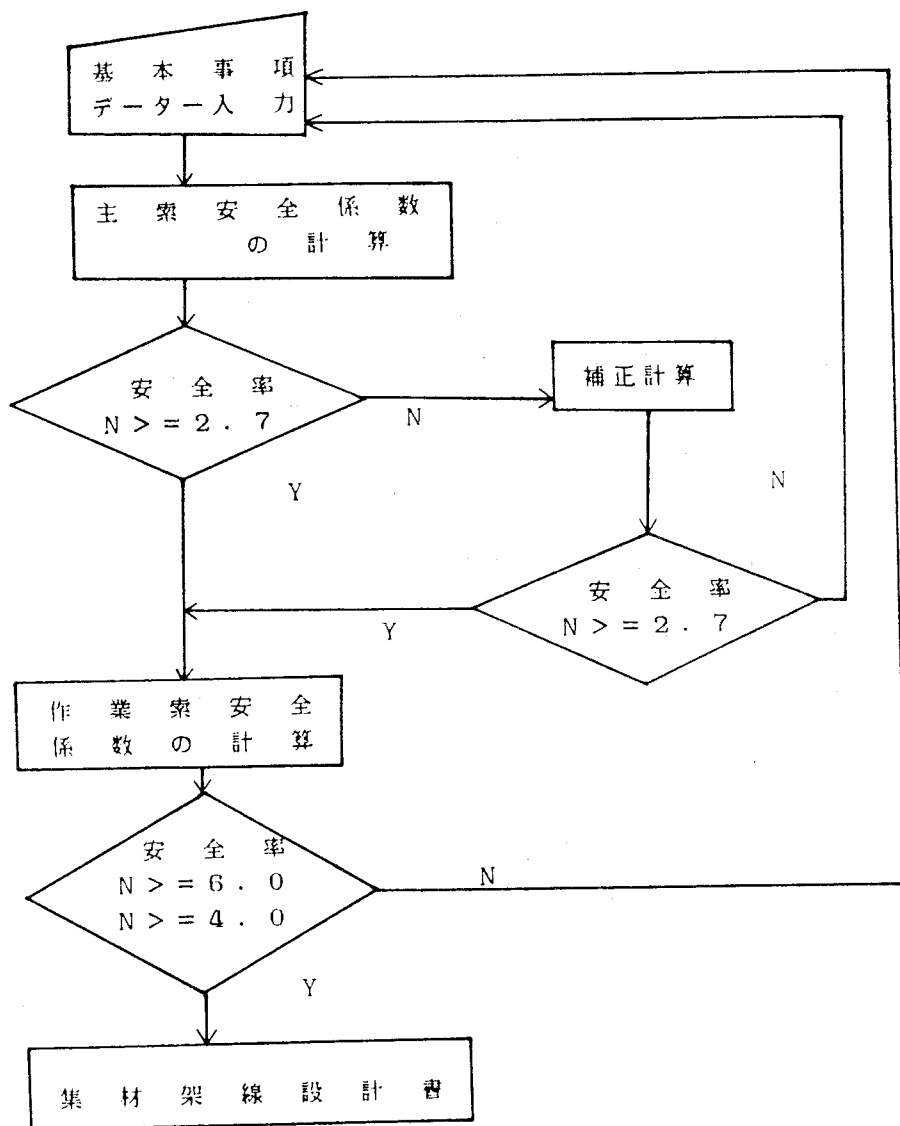 基本事項
データー入力
主索安全係数
の計算
安全率
N>=2.7
N
補正計算
Y
N
安全率
N>=2.7
Y
作業索安全
係数の計算
安全率
N>=6.0
N>=4.0
N
Y
集材架線設計書